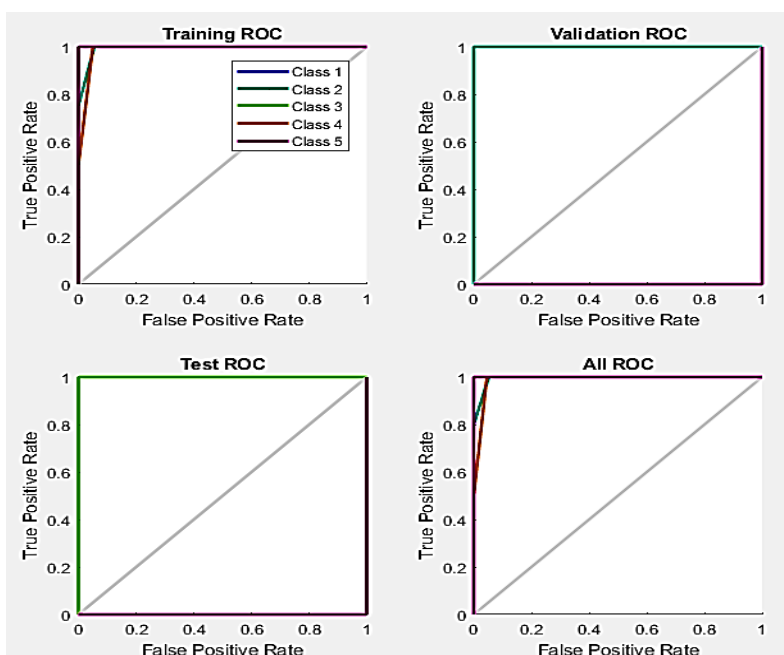 Training ROC
1
0.8
0.6
0.4
0.2
0
True Positive Rate
Class 1
Class 2
Class 3
Class 4
Class 5
0 0.2 0.4 0.6 0.8 1
False Positive Rate
Validation ROC
1
0.8
0.6
0.4
0.2
0
True Positive Rate
0 0.2 0.4 0.6 0.8 1
False Positive Rate
Test ROC
1
0.8
0.6
0.4
0.2
0
True Positive Rate
0 0.2 0.4 0.6 0.8 1
False Positive Rate
All ROC
1
0.8
0.6
0.4
0.2
0
True Positive Rate
0 0.2 0.4 0.6 0.8 1
False Positive Rate